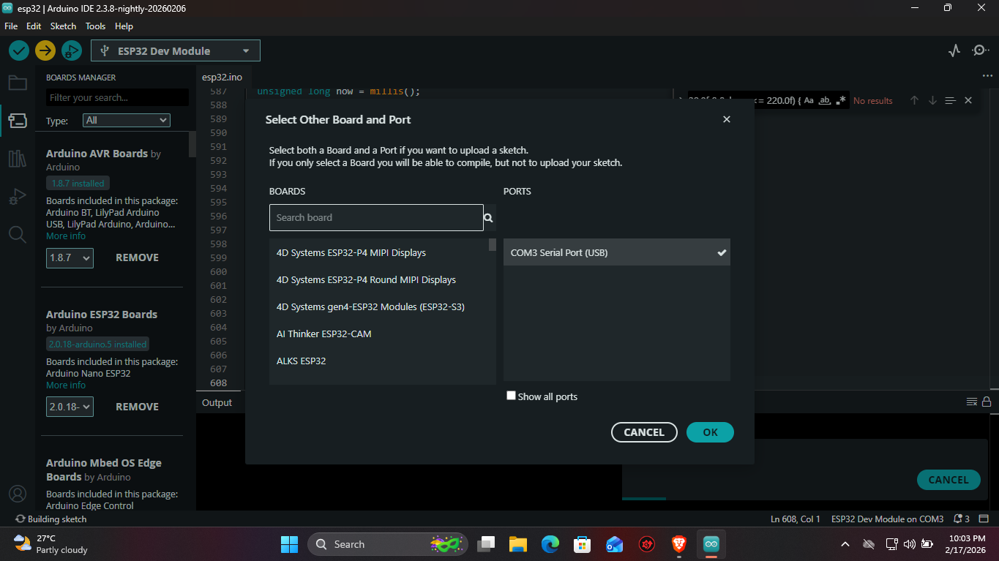 esp32 | Arduino IDE 2.3.8-nightly-20260206
File Edit Sketch Tools Help
ESP32 Dev Module
BOARDS MANAGER
Filter your search...
Type: All
Arduino AVR Boards by
Arduino
1.8.7 installed
Boards included in this package:
Arduino BT, LilyPad Arduino
USB, LilyPad Arduino, Arduino...
More info
1.8.7 REMOVE
Arduino ESP32 Boards
by Arduino
2.0.18-arduino.5 installed
Boards included in this package:
Arduino Nano ESP32
More info
2.0.18- REMOVE
Arduino Mbed OS Edge
Boards by Arduino
Boards included in this package:
Arduino Edge Control
esp32.ino
587 unsigned long now = millis();
588
589
590
591
592
593
594
595
596
597
598
599
600
601
602
603
604
605
606
607
608
<= 220.0f) { Aa ab .* No results
Select Other Board and Port
Select both a Board and a Port if you want to upload a sketch.
If you only select a Board you will be able to compile, but not to upload your sketch.
BOARDS
Search board
4D Systems ESP32-P4 MIPI Displays
4D Systems ESP32-P4 Round MIPI Displays
4D Systems gen4-ESP32 Modules (ESP32-S3)
AI Thinker ESP32-CAM
ALKS ESP32
PORTS
COM3 Serial Port (USB)
Show all ports
CANCEL OK
Output
CANCEL
Building sketch
Ln 608, Col 1 ESP32 Dev Module on COM3 3
27°C
Partly cloudy
Search
10:03 PM
2/17/2026